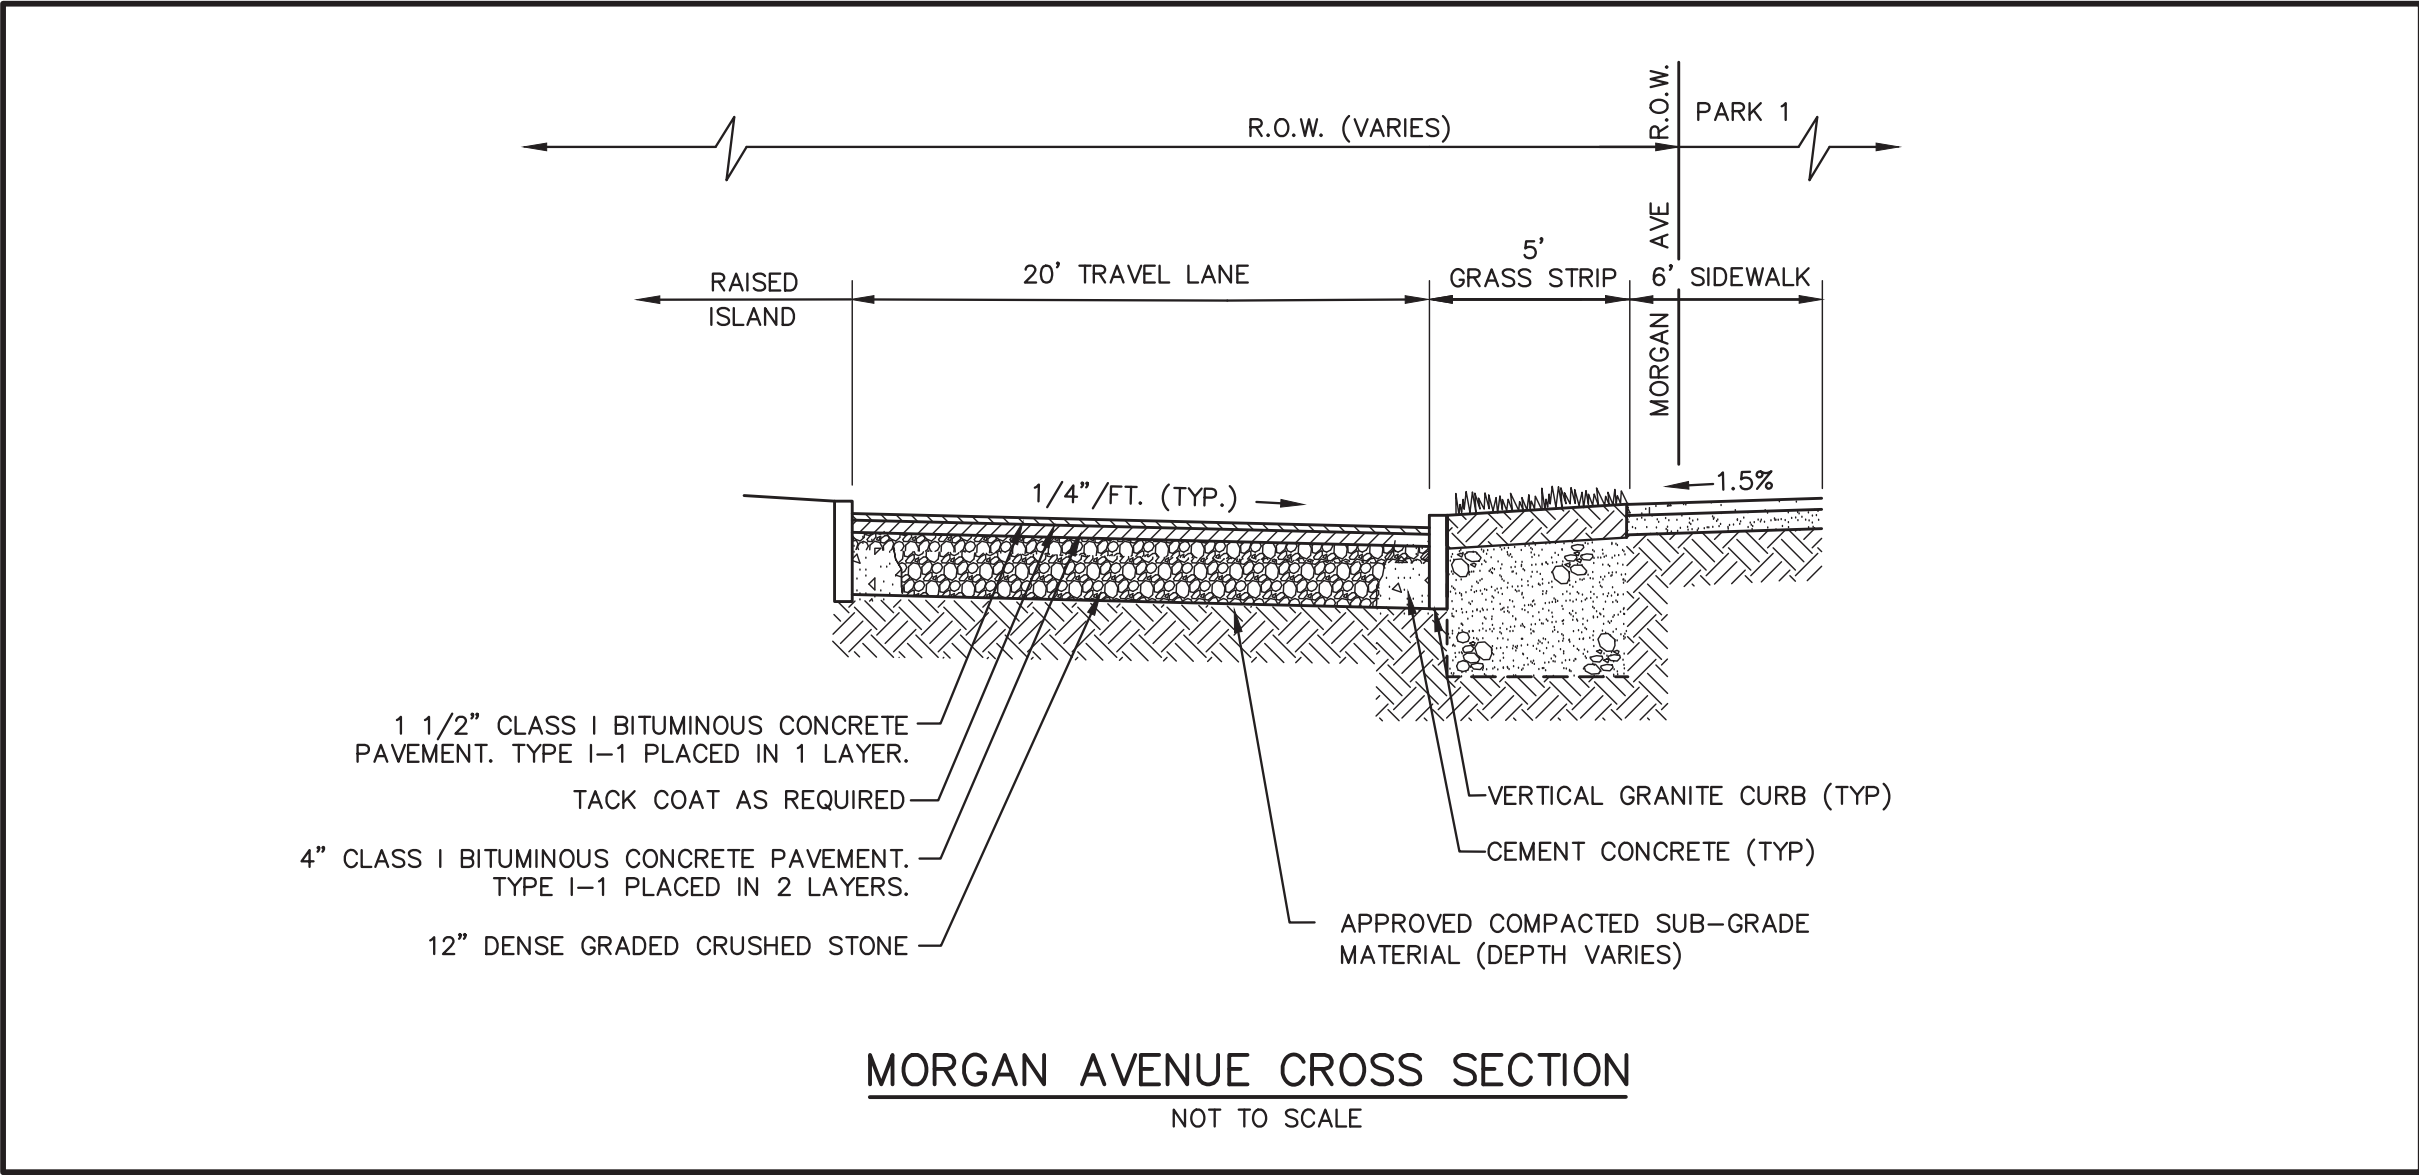 R.O.W. (VARIES)
MORGAN AVE R.O.W.
PARK 1
RAISED
ISLAND
20’ TRAVEL LANE
5’
GRASS STRIP
6’ SIDEWALK
1/4”/FT. (TYP.)
1.5%
1 1/2” CLASS I BITUMINOUS CONCRETE
PAVEMENT. TYPE I-1 PLACED IN 1 LAYER.
TACK COAT AS REQUIRED
4” CLASS I BITUMINOUS CONCRETE PAVEMENT.
TYPE I-1 PLACED IN 2 LAYERS.
12” DENSE GRADED CRUSHED STONE
VERTICAL GRANITE CURB (TYP)
CEMENT CONCRETE (TYP)
APPROVED COMPACTED SUB-GRADE
MATERIAL (DEPTH VARIES)
MORGAN AVENUE CROSS SECTION
NOT TO SCALE